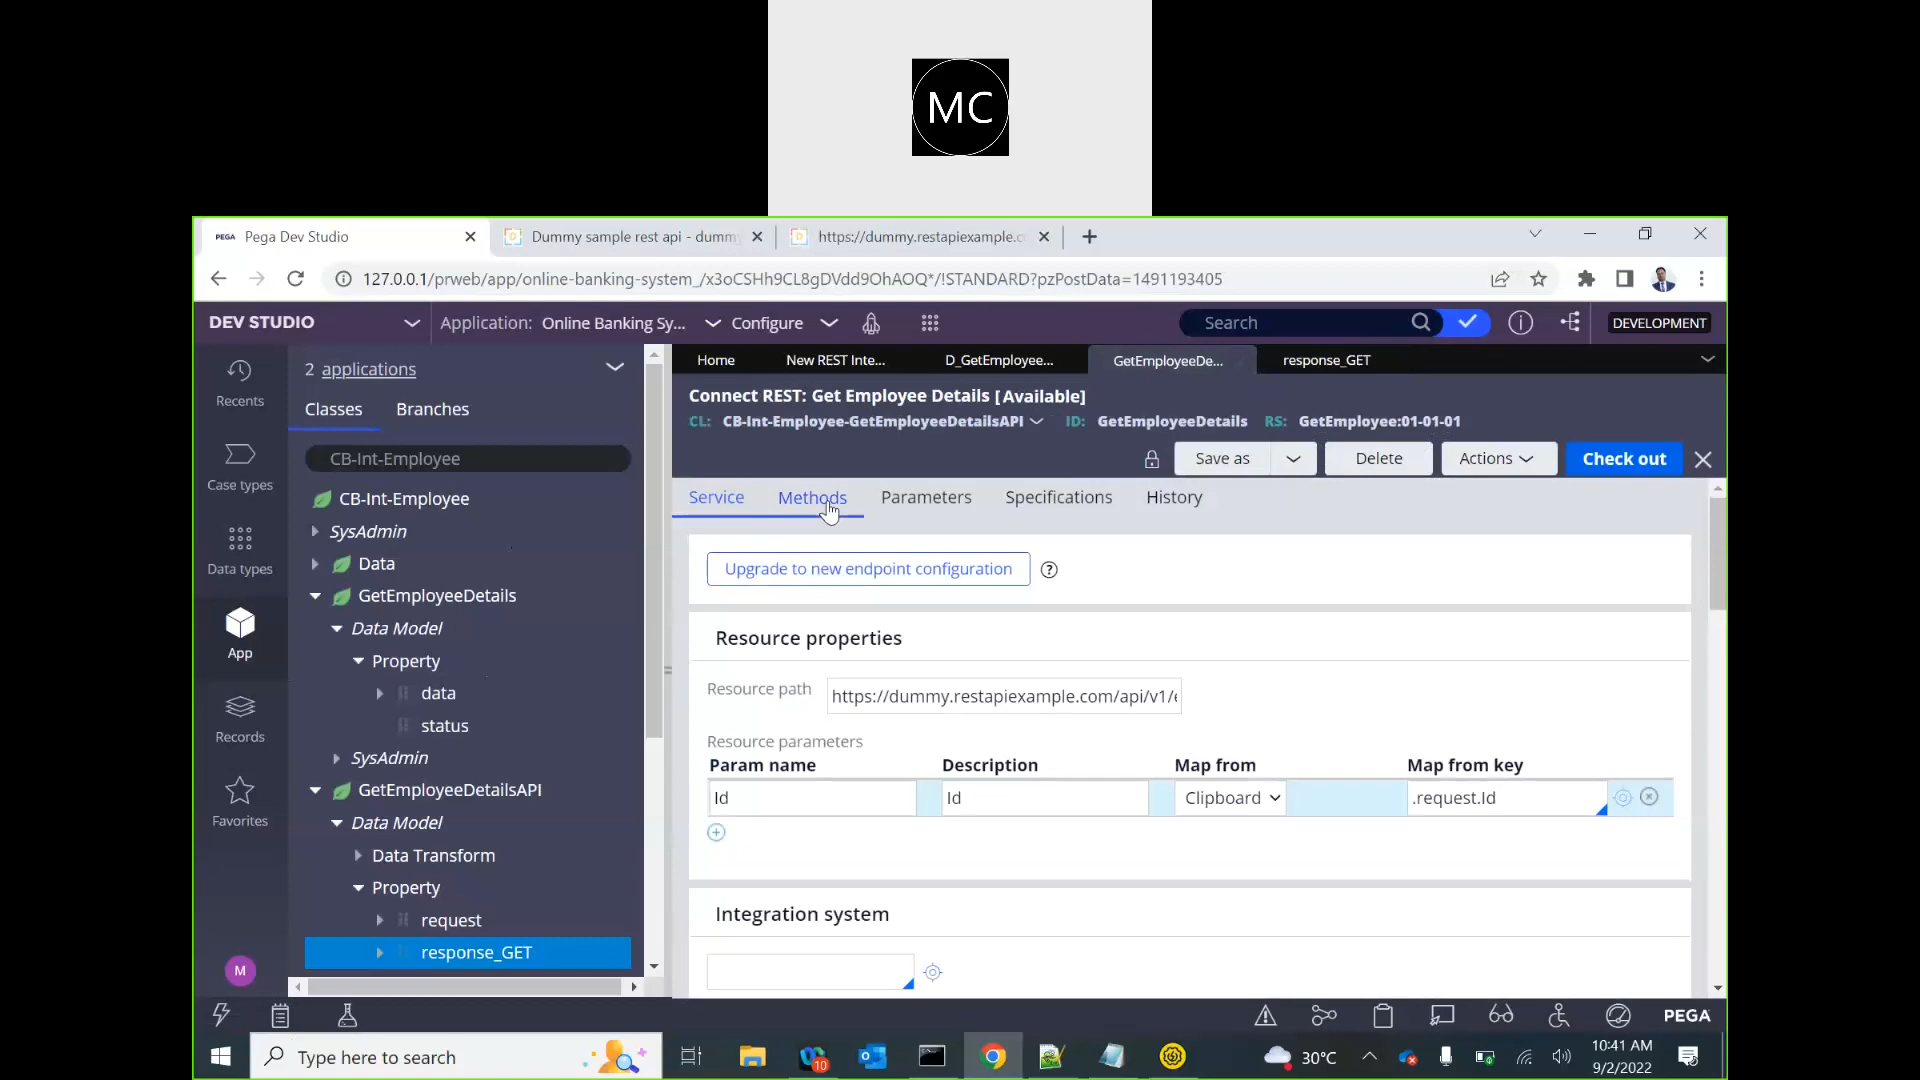 MC
PEGA Pega Dev Studio
Dummy sample rest api - dummy
https://dummy.restapiexample.c
127.0.0.1/prweb/app/online-banking-system_/x3oCSHh9CL8gDVdd9OhAOQ*/!STANDARD?pzPostData=1491193405
DEV STUDIO
Application: Online Banking Sy...
Configure
Search
DEVELOPMENT
Recents
Case types
Data types
App
Records
Favorites
M
2 applications
Classes
Branches
CB-Int-Employee
CB-Int-Employee
SysAdmin
Data
GetEmployeeDetails
Data Model
Property
data
status
SysAdmin
GetEmployeeDetailsAPI
Data Model
Data Transform
Property
request
response_GET
Home
New REST Inte...
D_GetEmployee...
GetEmployeeDe...
response_GET
Connect REST: Get Employee Details [Available]
CL: CB-Int-Employee-GetEmployeeDetailsAPI
ID: GetEmployeeDetails
RS: GetEmployee:01-01-01
Save as
Delete
Actions
Check out
Service
Methods
Parameters
Specifications
History
Upgrade to new endpoint configuration
?
Resource properties
Resource path
https://dummy.restapiexample.com/api/v1/e
Resource parameters
Param name
Description
Map from
Map from key
Id
Id
Clipboard
.request.Id
Integration system
PEGA
Type here to search
10
30°C
10:41 AM
9/2/2022